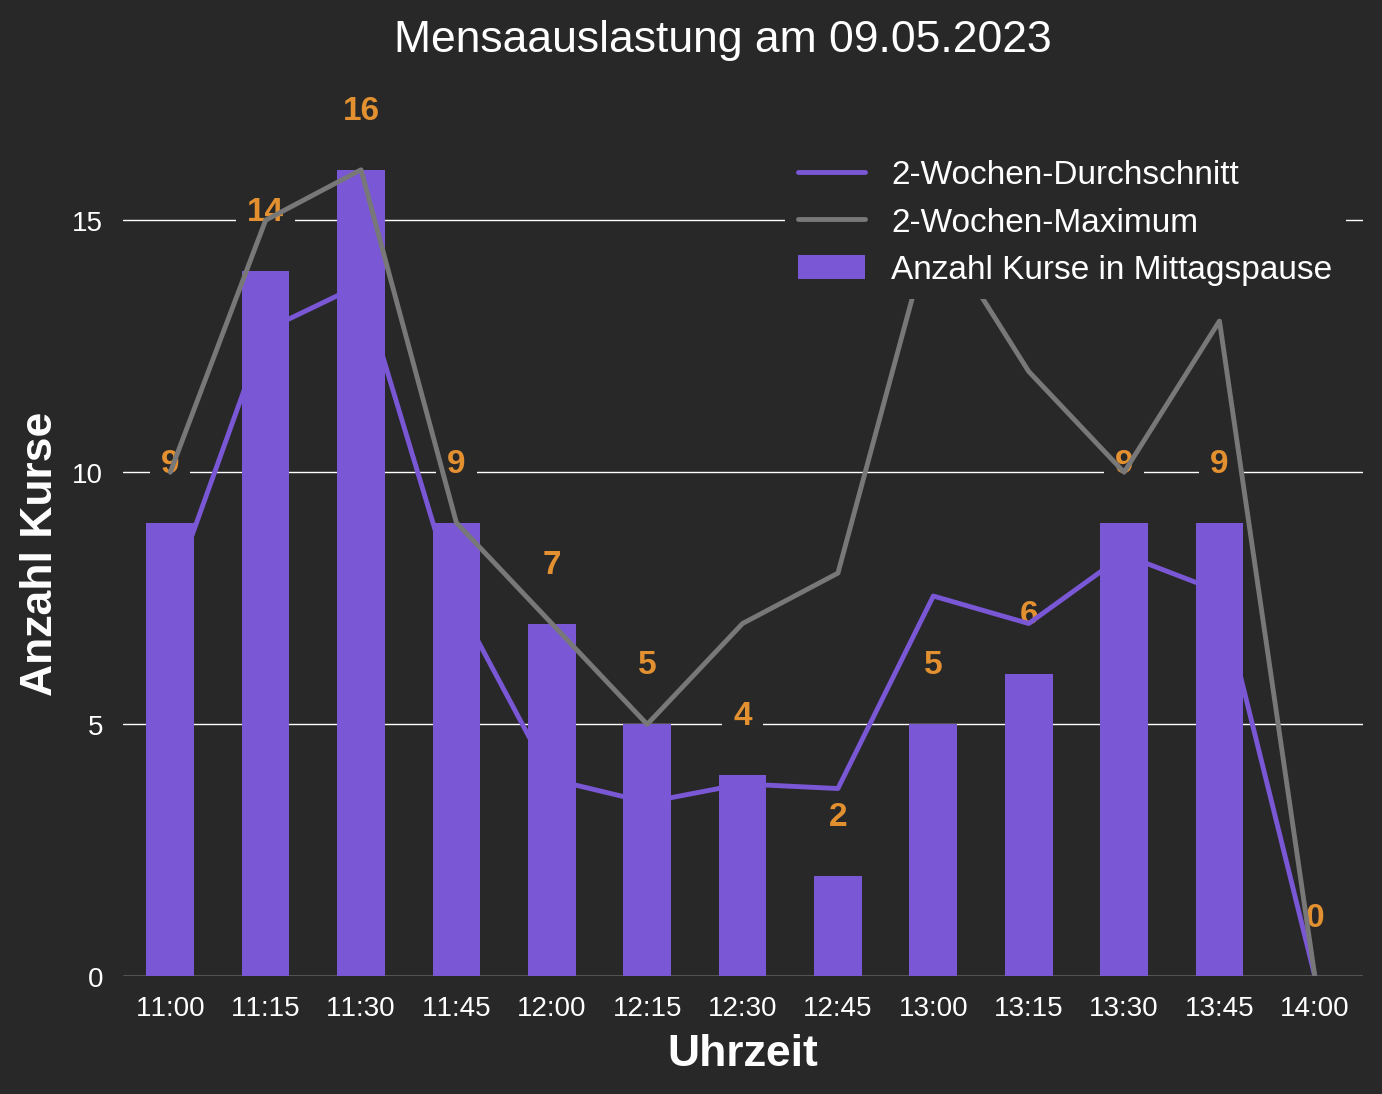 Mensaauslastung am 09.05.2023
16
2-Wochen-Durchschnitt
2-Wochen-Maximum
Anzahl Kurse in Mittagspause
14
15
9
9
9
9
10
7
6
5
5
4
5
2
0
0
Anzahl Kurse
11:00 11:15 11:30 11:45 12:00 12:15 12:30 12:45 13:00 13:15 13:30 13:45 14:00
Uhrzeit